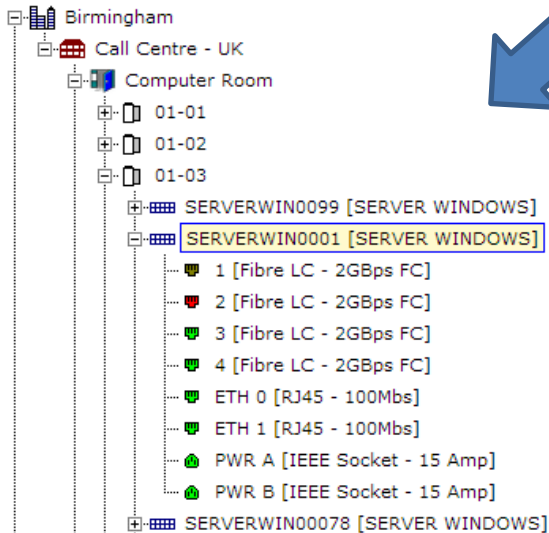 Birmingham
Call Centre - UK
Computer Room
01-01
01-02
01-03
SERVERWIN0099 [SERVER WINDOWS]
SERVERWIN0001 [SERVER WINDOWS]
1 [Fibre LC - 2GBps FC]
2 [Fibre LC - 2GBps FC]
3 [Fibre LC - 2GBps FC]
4 [Fibre LC - 2GBps FC]
ETH 0 [RJ45 - 100Mbs]
ETH 1 [RJ45 - 100Mbs]
PWR A [IEEE Socket - 15 Amp]
PWR B [IEEE Socket - 15 Amp]
SERVERWIN00078 [SERVER WINDOWS]